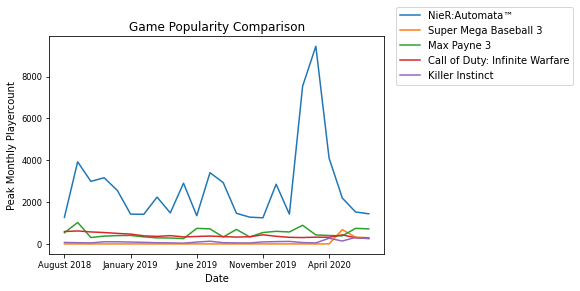 Game Popularity Comparison
NieR:Automata™
Super Mega Baseball 3
Max Payne 3
Call of Duty: Infinite Warfare
Killer Instinct
Peak Monthly Playercount
8000
6000
4000
2000
0
August 2018 January 2019 June 2019 November 2019 April 2020
Date